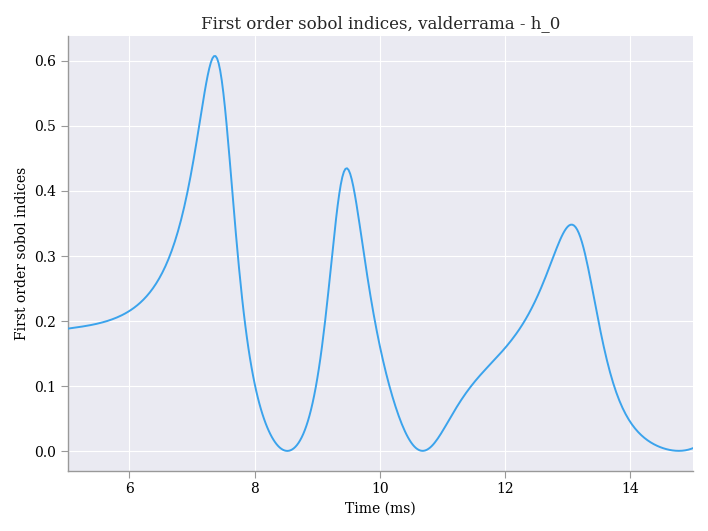 First order sobol indices, valderrama - h_0
First order sobol indices
0.6
0.5
0.4
0.3
0.2
0.1
0.0
6 8 10 12 14
Time (ms)